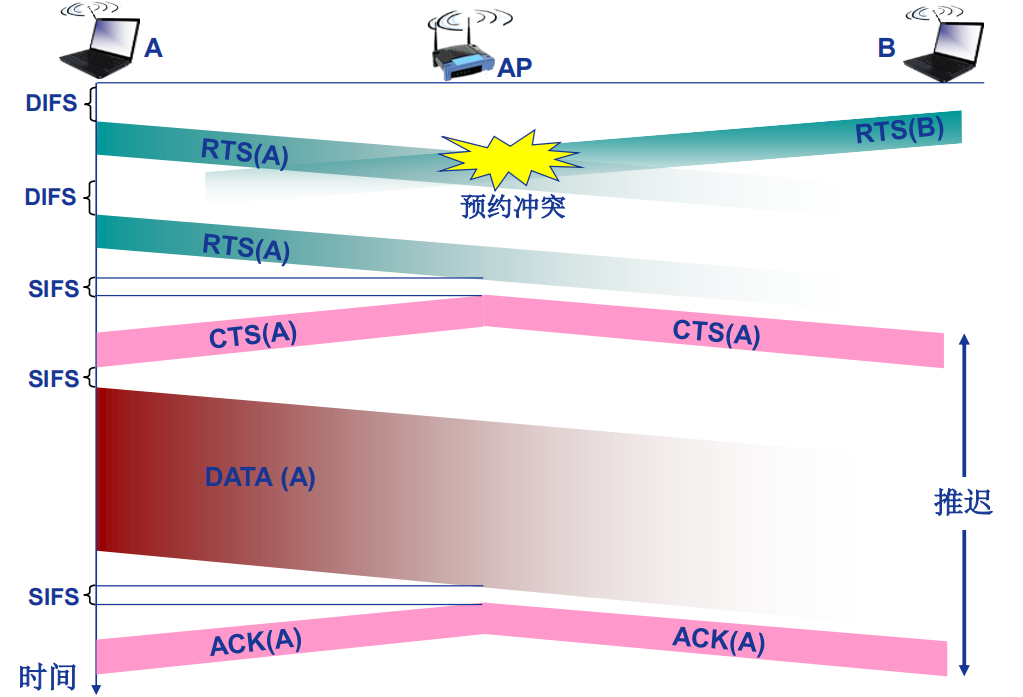 A
AP
B
DIFS
RTS(A)
RTS(B)
DIFS
预约冲突
RTS(A)
SIFS
CTS(A)
CTS(A)
SIFS
DATA (A)
推迟
SIFS
ACK(A)
ACK(A)
时间